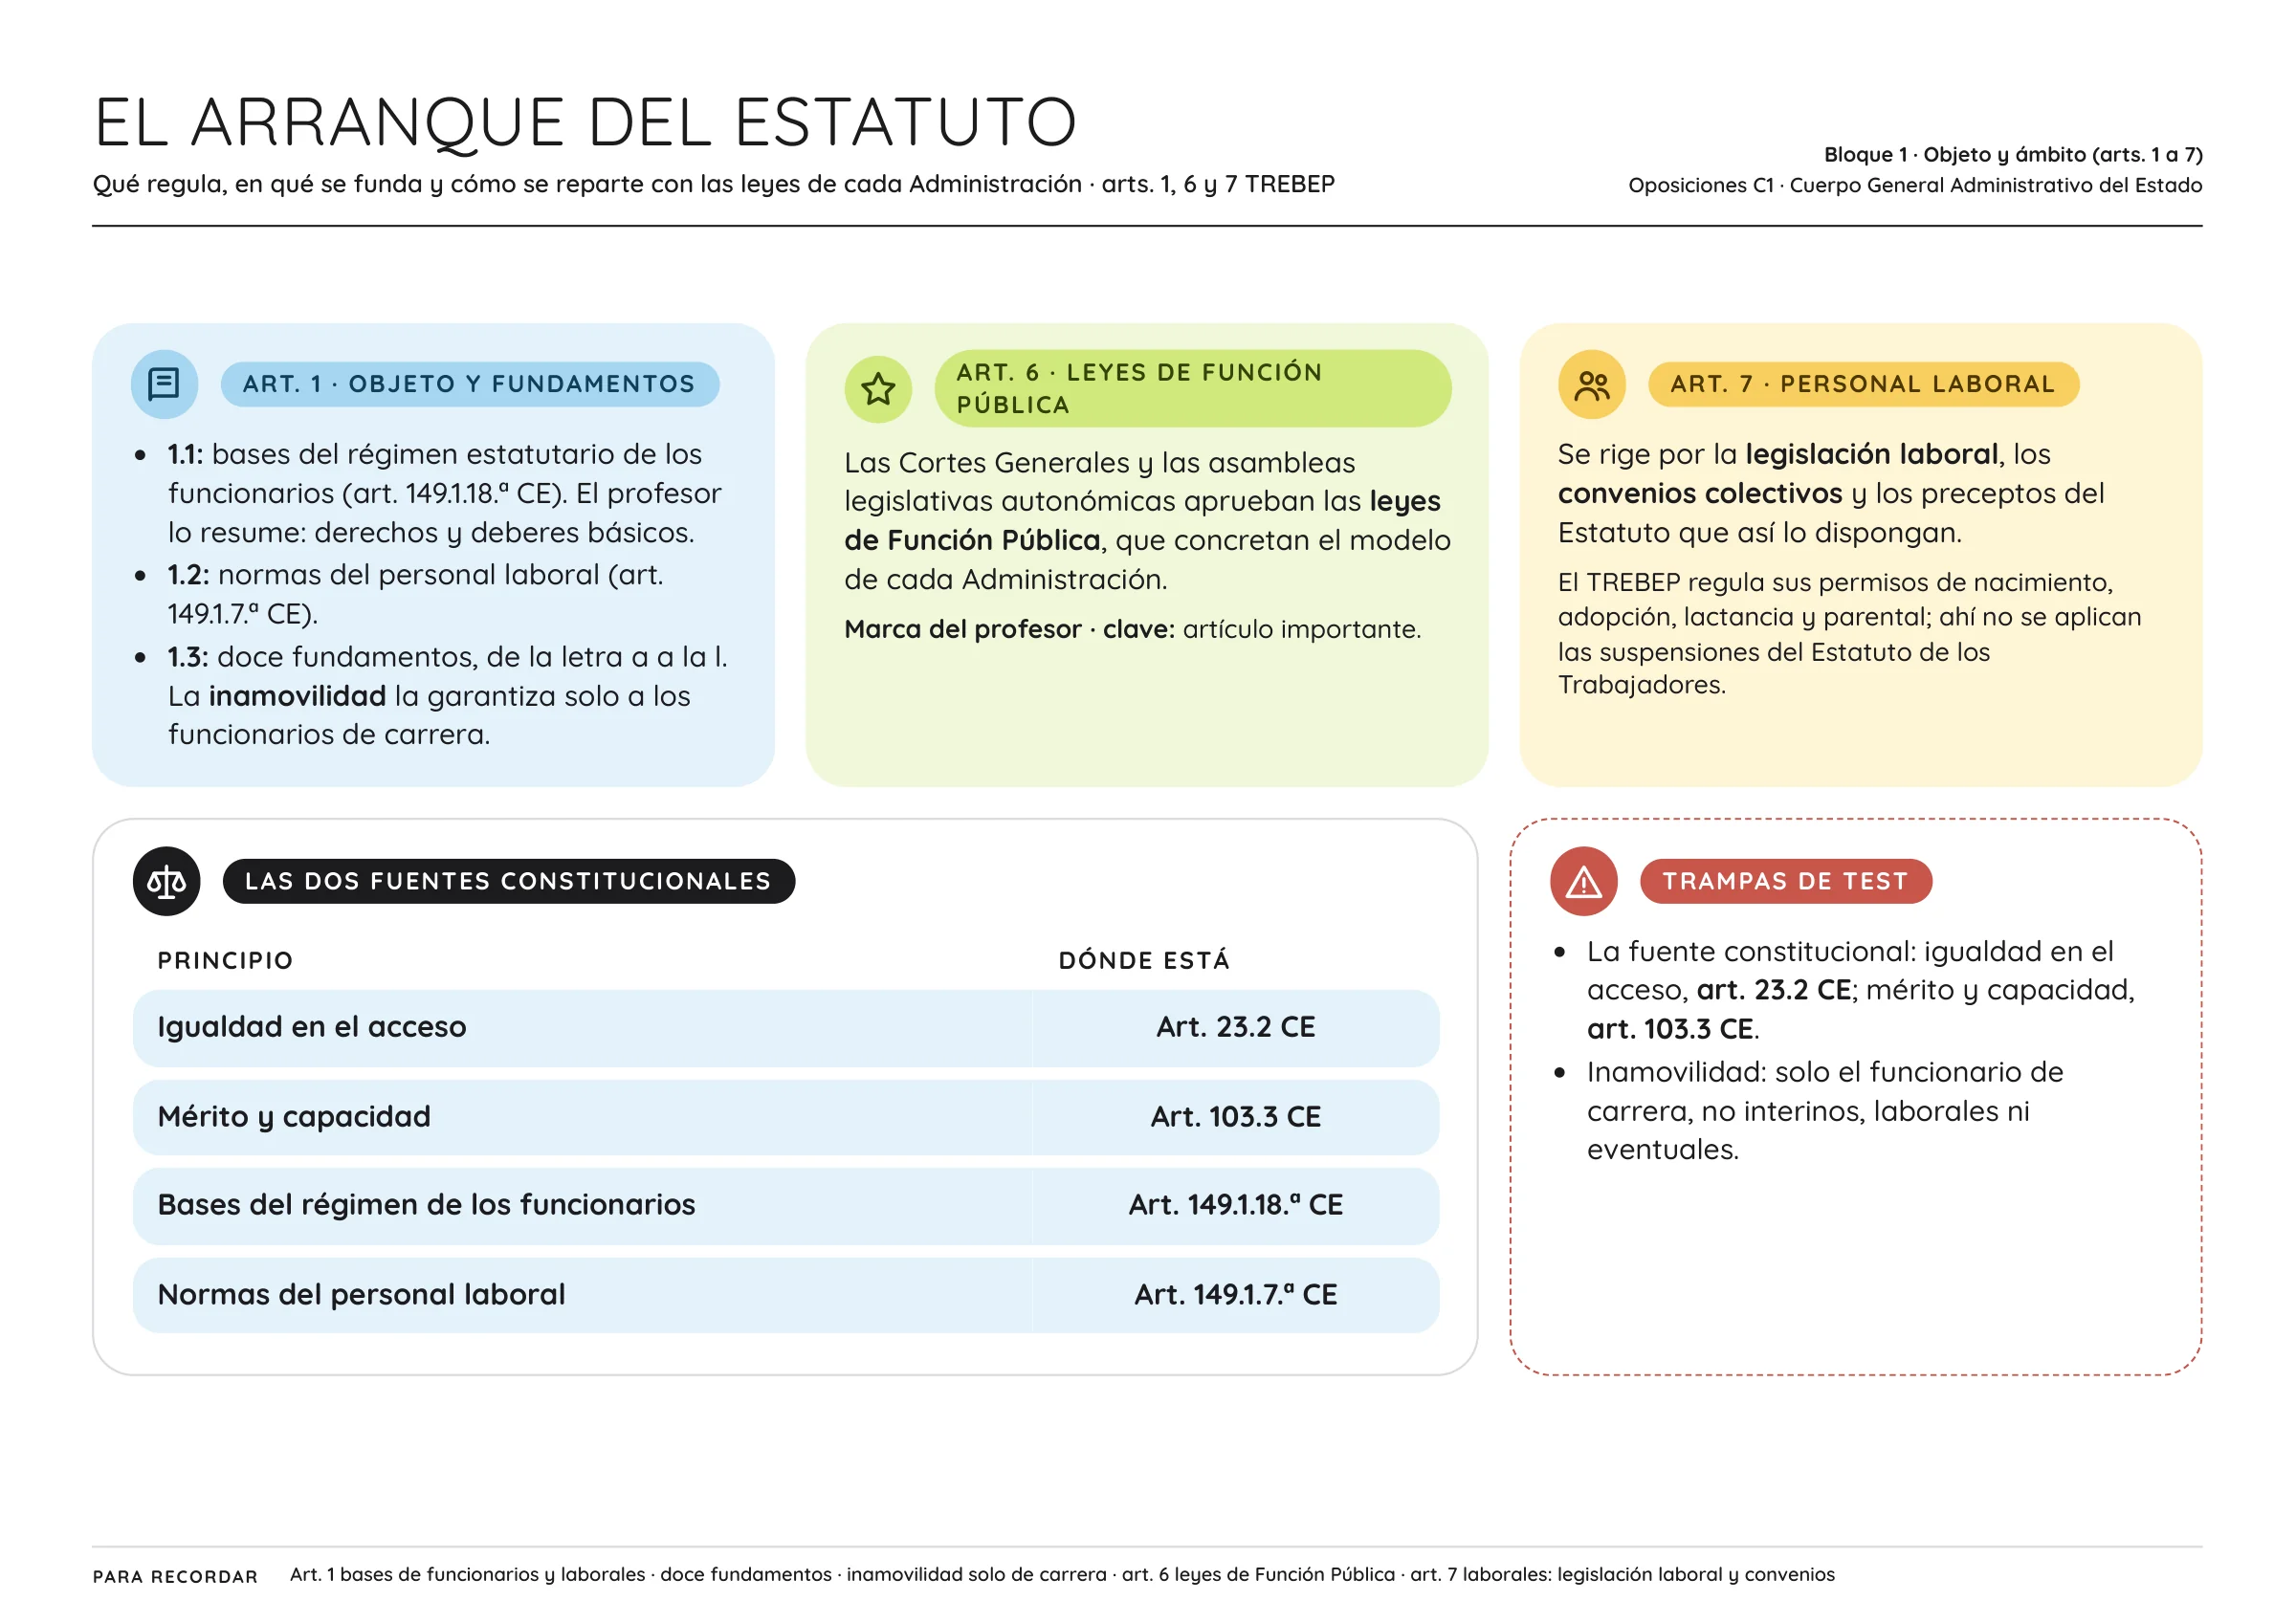 EL ARRANQUE DEL ESTATUTO
Qué regula, en qué se funda y cómo se reparte con las leyes de cada Administración · arts. 1, 6 y 7 TREBEP
Bloque 1 · Objeto y ámbito (arts. 1 a 7)
Oposiciones C1 · Cuerpo General Administrativo del Estado
ART. 1 · OBJETO Y FUNDAMENTOS
• 1.1: bases del régimen estatutario de los
funcionarios (art. 149.1.18.ª CE). El profesor
lo resume: derechos y deberes básicos.
• 1.2: normas del personal laboral (art.
149.1.7.ª CE).
• 1.3: doce fundamentos, de la letra a a la l.
La inamovilidad la garantiza solo a los
funcionarios de carrera.
ART. 6 · LEYES DE FUNCIÓN
PÚBLICA
Las Cortes Generales y las asambleas
legislativas autonómicas aprueban las leyes
de Función Pública, que concretan el modelo
de cada Administración.
Marca del profesor · clave: artículo importante.
ART. 7 · PERSONAL LABORAL
Se rige por la legislación laboral, los
convenios colectivos y los preceptos del
Estatuto que así lo dispongan.
El TREBEP regula sus permisos de nacimiento,
adopción, lactancia y parental; ahí no se aplican
las suspensiones del Estatuto de los
Trabajadores.
LAS DOS FUENTES CONSTITUCIONALES
PRINCIPIO DÓNDE ESTÁ
Igualdad en el acceso Art. 23.2 CE
Mérito y capacidad Art. 103.3 CE
Bases del régimen de los funcionarios Art. 149.1.18.ª CE
Normas del personal laboral Art. 149.1.7.ª CE
TRAMPAS DE TEST
• La fuente constitucional: igualdad en el
acceso, art. 23.2 CE; mérito y capacidad,
art. 103.3 CE.
• Inamovilidad: solo el funcionario de
carrera, no interinos, laborales ni
eventuales.
PARA RECORDAR Art. 1 bases de funcionarios y laborales · doce fundamentos · inamovilidad solo de carrera · art. 6 leyes de Función Pública · art. 7 laborales: legislación laboral y convenios